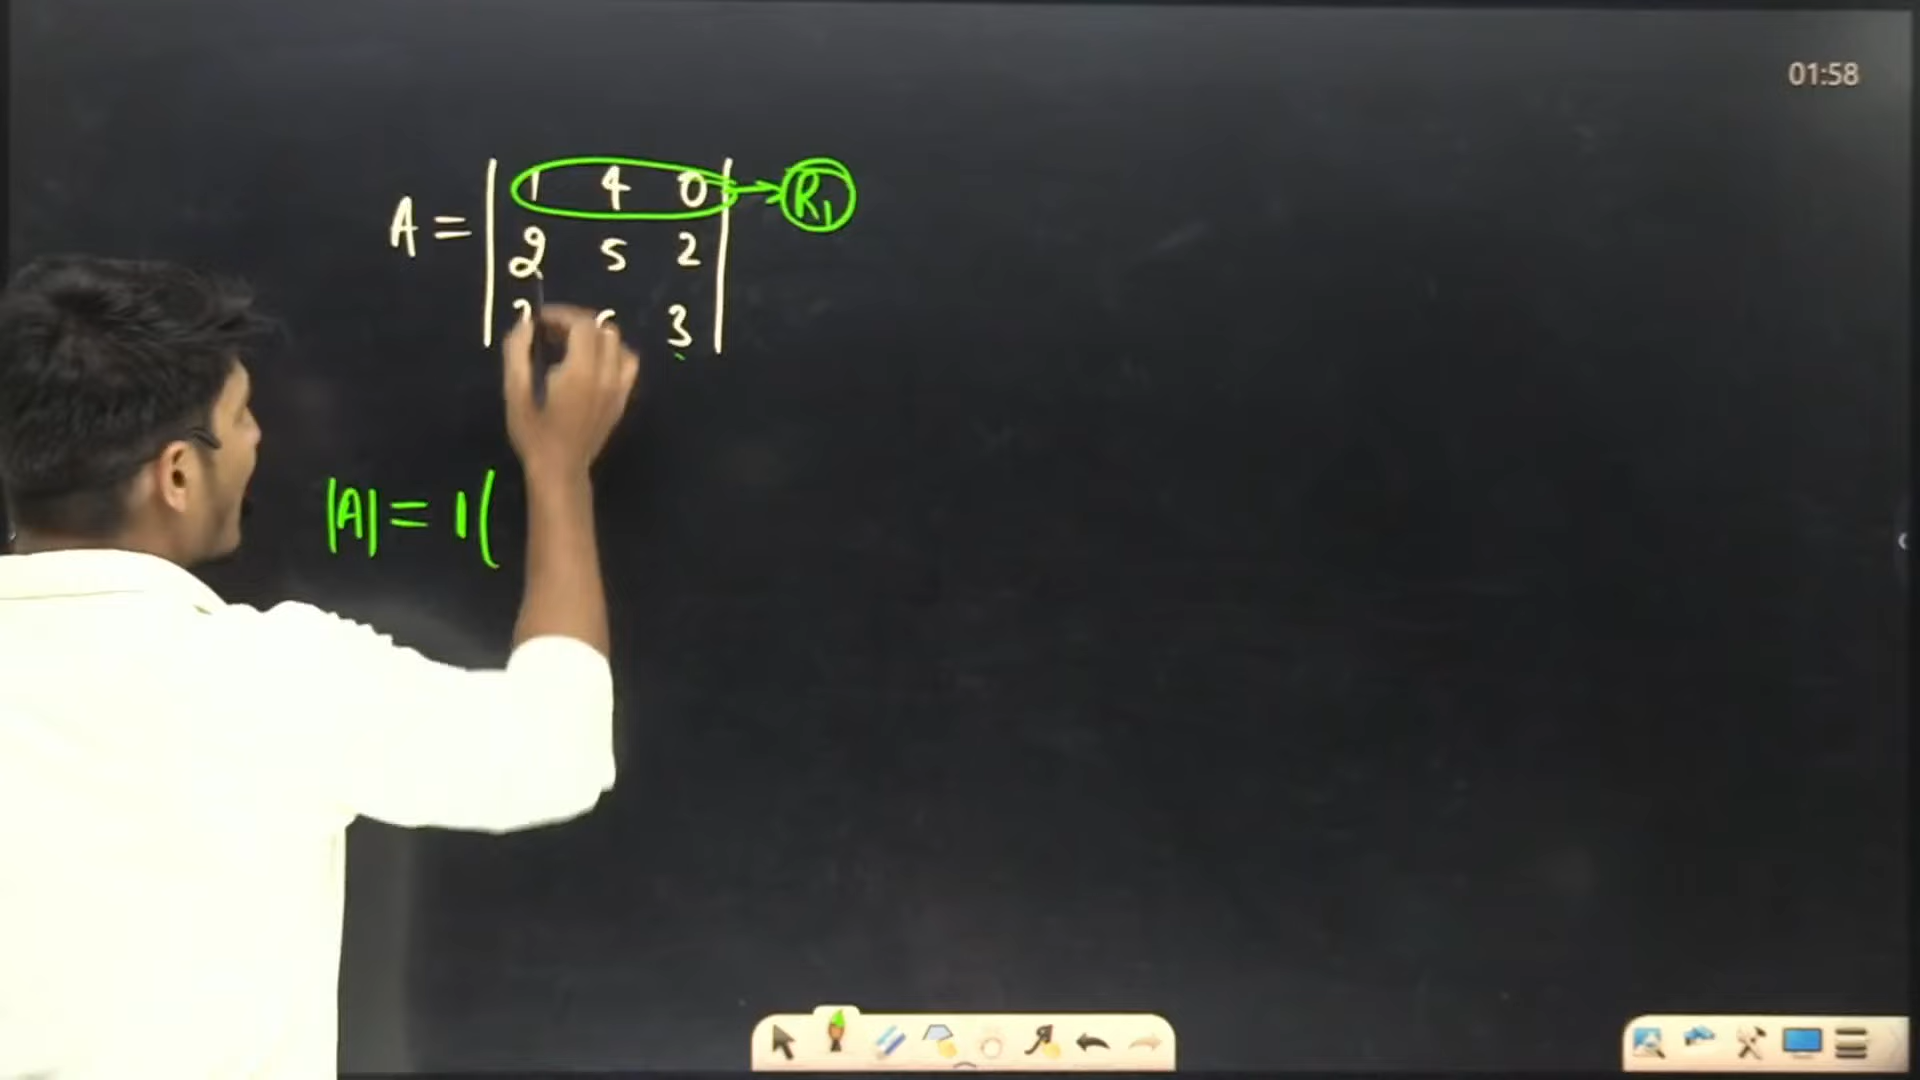 01:58
1 4 0 → R1
A = 2 5 2
3
|A| = 1(